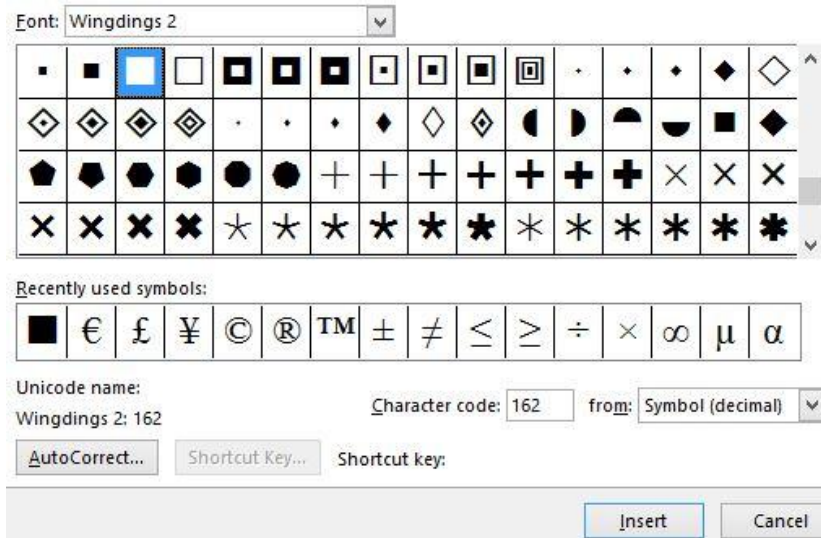 Font: Wingdings 2
Recently used symbols:
■ € £ ¥ © ® ™ ± ≠ ≤ ≥ ÷ × ∞ µ α
Unicode name:
Wingdings 2: 162
Character code: 162 from: Symbol (decimal)
AutoCorrect... Shortcut Key... Shortcut key:
Insert Cancel